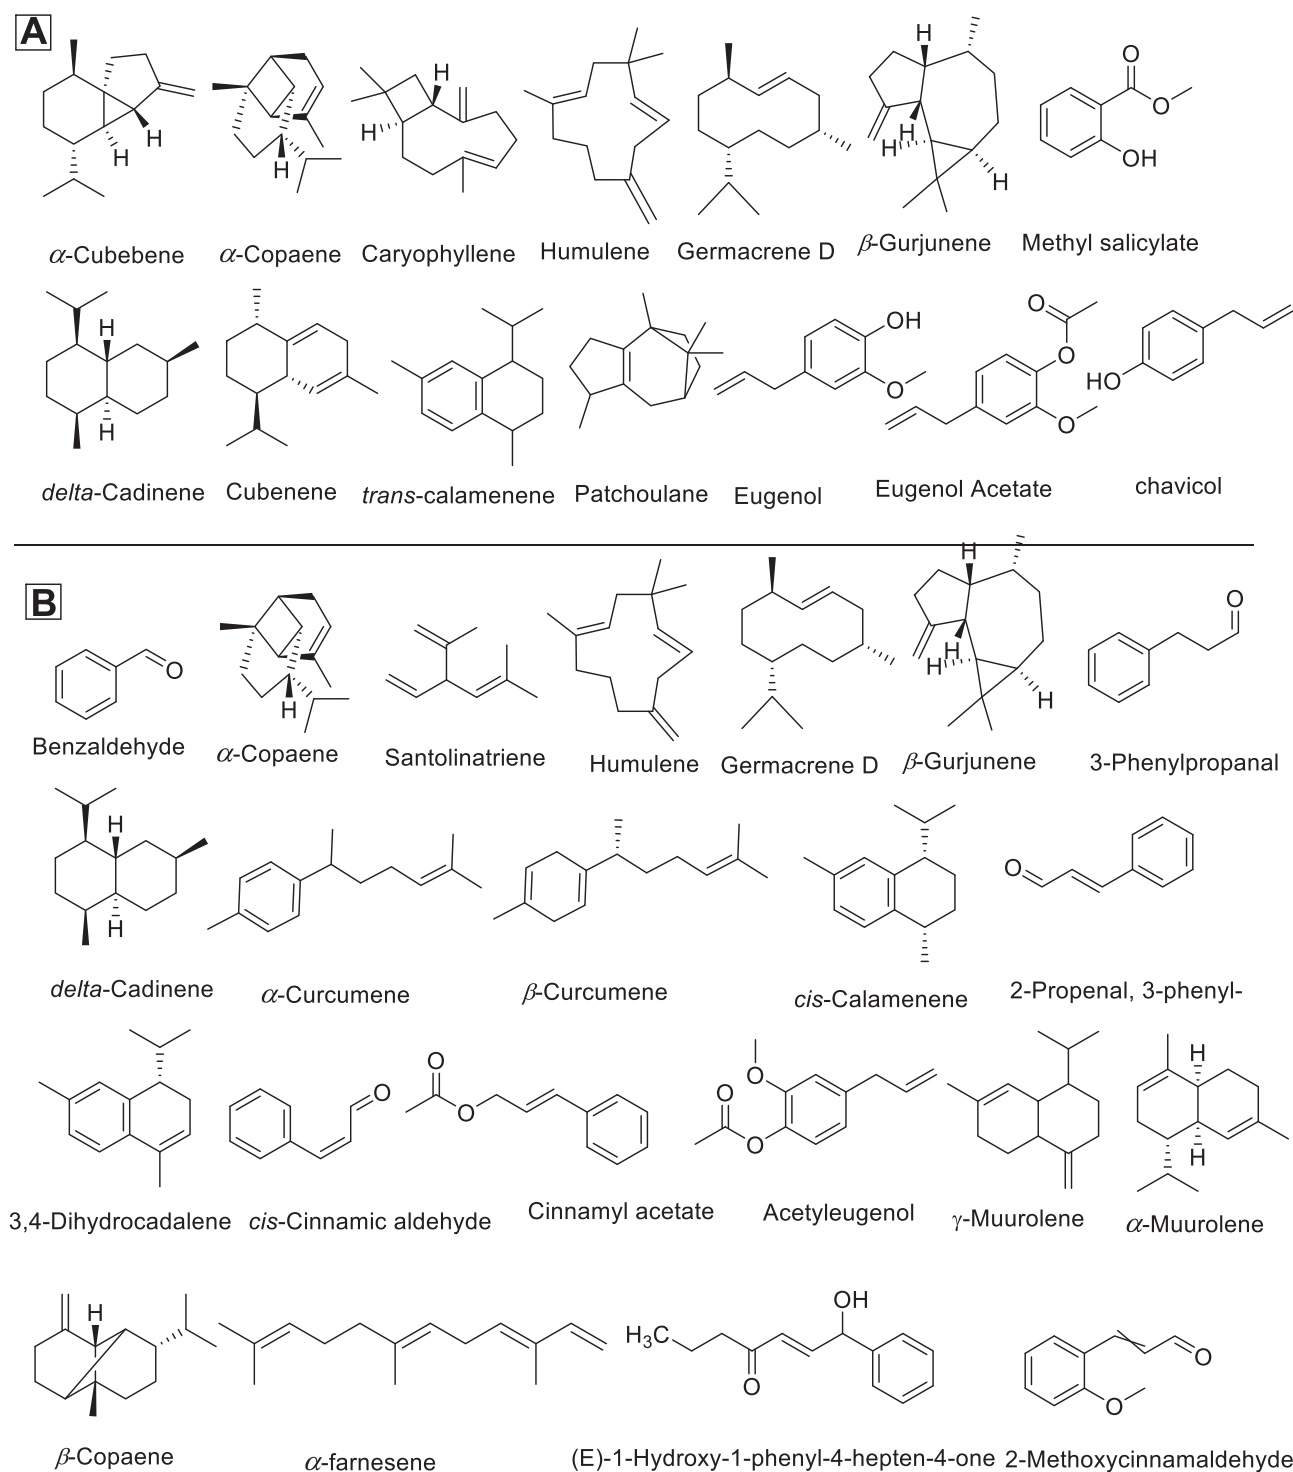 A
H
H
α-Cubebene
H
α-Copaene
H
H
Caryophyllene
Humulene
Germacrene D
H
H
H
H
β-Gurjunene
O
O
OH
Methyl salicylate
H
H
delta-Cadinene
Cubenene
trans-calamenene
Patchoulane
OH
O
Eugenol
O
O
O
Eugenol Acetate
HO
chavicol
B
O
Benzaldehyde
H
α-Copaene
Santolinatriene
Humulene
Germacrene D
H
H
H
H
β-Gurjunene
O
3-Phenylpropanal
H
H
delta-Cadinene
α-Curcumene
β-Curcumene
cis-Calamenene
O
2-Propenal, 3-phenyl-
3,4-Dihydrocadalene
O
cis-Cinnamic aldehyde
O
O
Cinnamyl acetate
O
O
O
Acetyleugenol
γ-Muurolene
H
H
α-Muurolene
H
β-Copaene
α-farnesene
OH
H3C
O
(E)-1-Hydroxy-1-phenyl-4-hepten-4-one
O
O
2-Methoxycinnamaldehyde